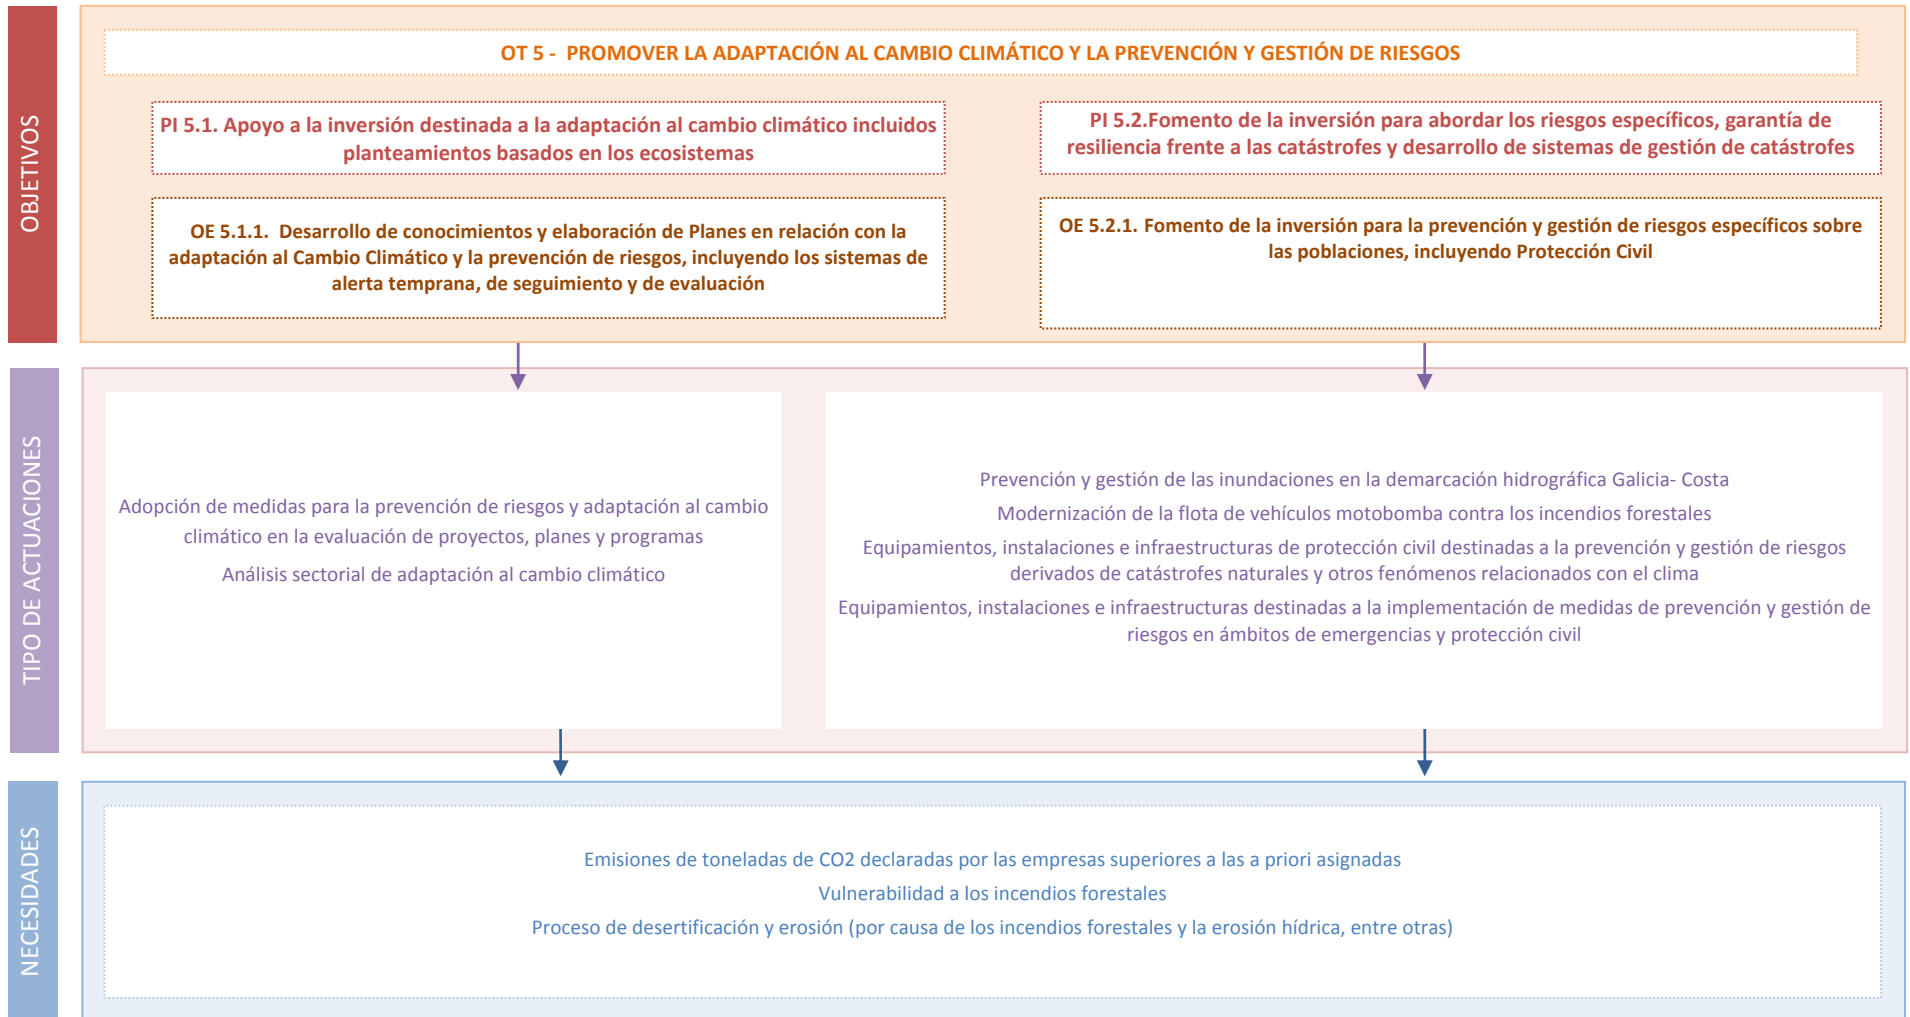 OBJETIVOS
OT 5 - PROMOVER LA ADAPTACIÓN AL CAMBIO CLIMÁTICO Y LA PREVENCIÓN Y GESTIÓN DE RIESGOS
PI 5.1. Apoyo a la inversión destinada a la adaptación al cambio climático incluidos
planteamientos basados en los ecosistemas
PI 5.2.Fomento de la inversión para abordar los riesgos específicos, garantía de
resiliencia frente a las catástrofes y desarrollo de sistemas de gestión de catástrofes
OE 5.1.1. Desarrollo de conocimientos y elaboración de Planes en relación con la
adaptación al Cambio Climático y la prevención de riesgos, incluyendo los sistemas de
alerta temprana, de seguimiento y de evaluación
OE 5.2.1. Fomento de la inversión para la prevención y gestión de riesgos específicos sobre
las poblaciones, incluyendo Protección Civil
TIPO DE ACTUACIONES
Adopción de medidas para la prevención de riesgos y adaptación al cambio
climático en la evaluación de proyectos, planes y programas
Análisis sectorial de adaptación al cambio climático
Prevención y gestión de las inundaciones en la demarcación hidrográfica Galicia- Costa
Modernización de la flota de vehículos motobomba contra los incendios forestales
Equipamientos, instalaciones e infraestructuras de protección civil destinadas a la prevención y gestión de riesgos
derivados de catástrofes naturales y otros fenómenos relacionados con el clima
Equipamientos, instalaciones e infraestructuras destinadas a la implementación de medidas de prevención y gestión de
riesgos en ámbitos de emergencias y protección civil
NECESIDADES
Emisiones de toneladas de CO2 declaradas por las empresas superiores a las a priori asignadas
Vulnerabilidad a los incendios forestales
Proceso de desertificación y erosión (por causa de los incendios forestales y la erosión hídrica, entre otras)